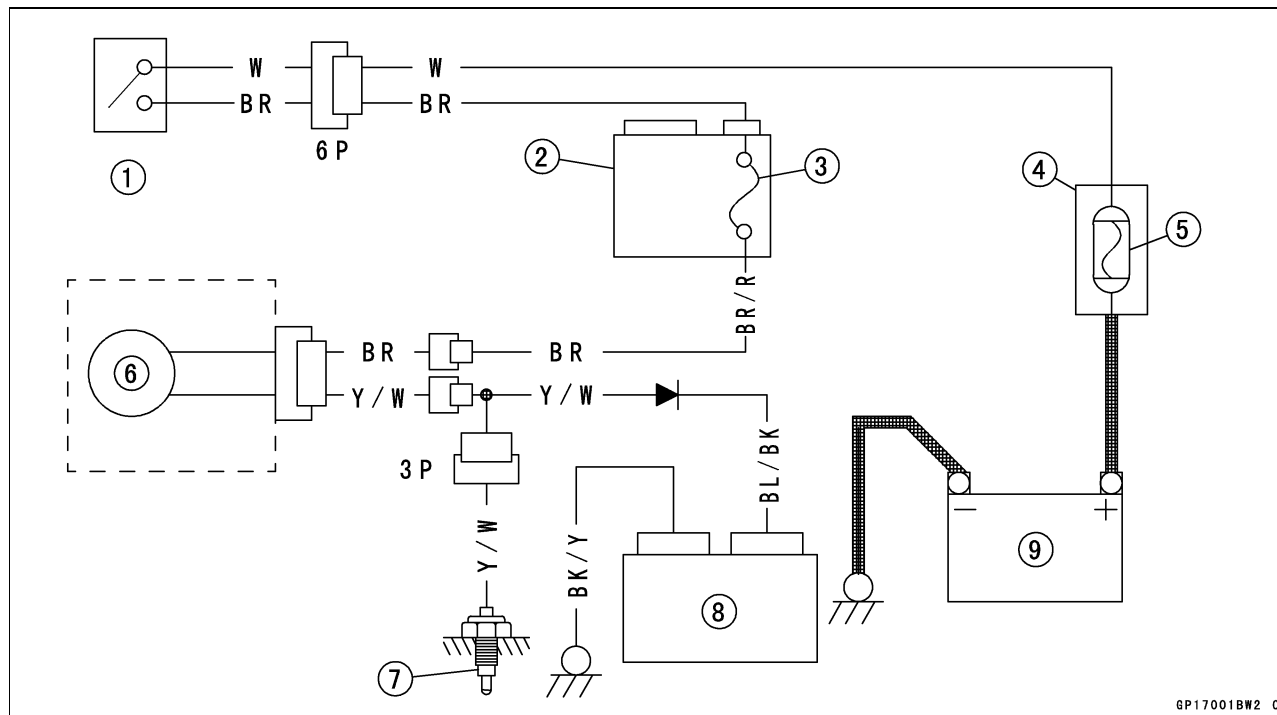 W W
BR BR
6P
1
2
3
4
5
BR/R
6
BR BR
Y/W Y/W
3P
Y/W
BK/Y
BL/BK
7
8
9
− +
GP17001BW2 C